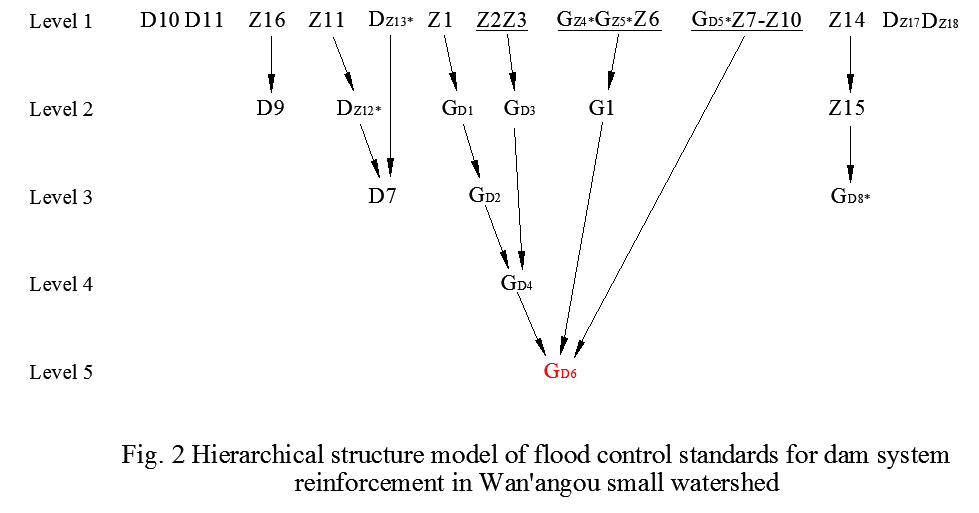 Level 1 D10 D11 Z16 Z11 DZ13* Z1 Z2Z3 GZ4*GZ5*Z6 GD5*Z7-Z10 Z14 DZ17DZ18
Level 2 D9 DZ12* GD1 GD3 G1 Z15
Level 3 D7 GD2 GD8*
Level 4 GD4
Level 5 GD6
Fig. 2 Hierarchical structure model of flood control standards for dam system
reinforcement in Wan'angou small watershed